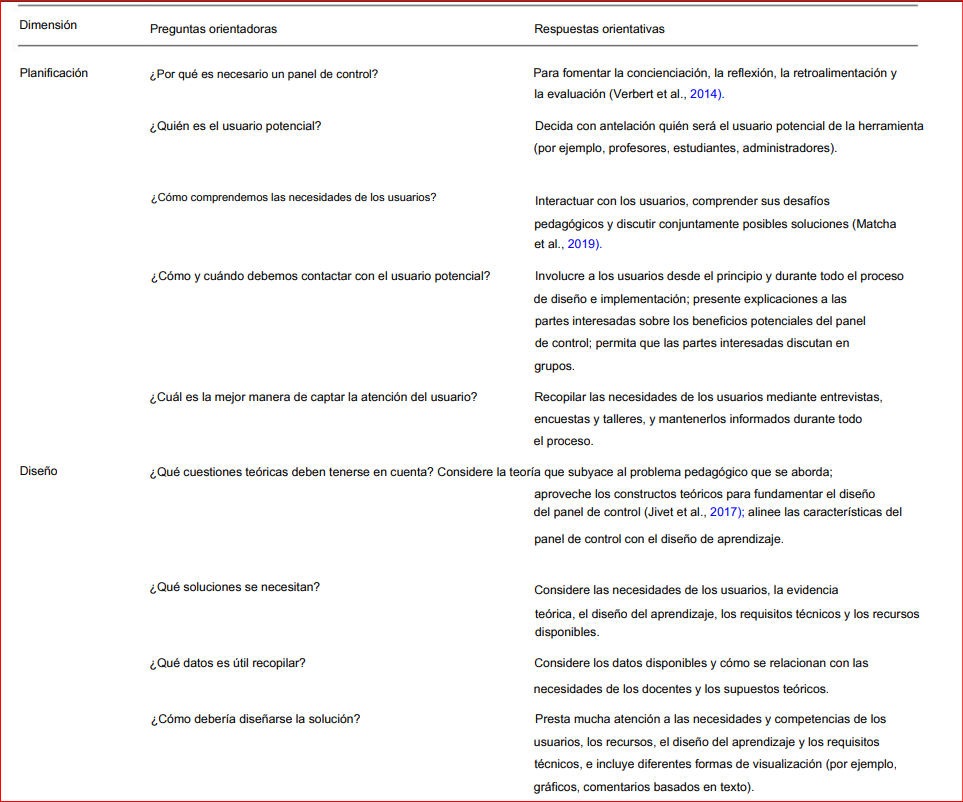 Dimensión Preguntas orientadoras Respuestas orientativas
Planificación ¿Por qué es necesario un panel de control? Para fomentar la concienciación, la reflexión, la retroalimentación y
la evaluación (Verbert et al., 2014).
¿Quién es el usuario potencial? Decida con antelación quién será el usuario potencial de la herramienta
(por ejemplo, profesores, estudiantes, administradores).
¿Cómo comprendemos las necesidades de los usuarios? Interactuar con los usuarios, comprender sus desafíos
pedagógicos y discutir conjuntamente posibles soluciones (Matcha
et al., 2019).
¿Cómo y cuándo debemos contactar con el usuario potencial? Involucre a los usuarios desde el principio y durante todo el proceso
de diseño e implementación; presente explicaciones a las
partes interesadas sobre los beneficios potenciales del panel
de control; permita que las partes interesadas discutan en
grupos.
¿Cuál es la mejor manera de captar la atención del usuario? Recopilar las necesidades de los usuarios mediante entrevistas,
encuestas y talleres, y mantenerlos informados durante todo
el proceso.
Diseño ¿Qué cuestiones teóricas deben tenerse en cuenta? Considere la teoría que subyace al problema pedagógico que se aborda;
aproveche los constructos teóricos para fundamentar el diseño
del panel de control (Jivet et al., 2017); alinee las características del
panel de control con el diseño de aprendizaje.
¿Qué soluciones se necesitan? Considere las necesidades de los usuarios, la evidencia
teórica, el diseño del aprendizaje, los requisitos técnicos y los recursos
disponibles.
¿Qué datos es útil recopilar? Considere los datos disponibles y cómo se relacionan con las
necesidades de los docentes y los supuestos teóricos.
¿Cómo debería diseñarse la solución? Presta mucha atención a las necesidades y competencias de los
usuarios, los recursos, el diseño del aprendizaje y los requisitos
técnicos, e incluye diferentes formas de visualización (por ejemplo,
gráficos, comentarios basados en texto).